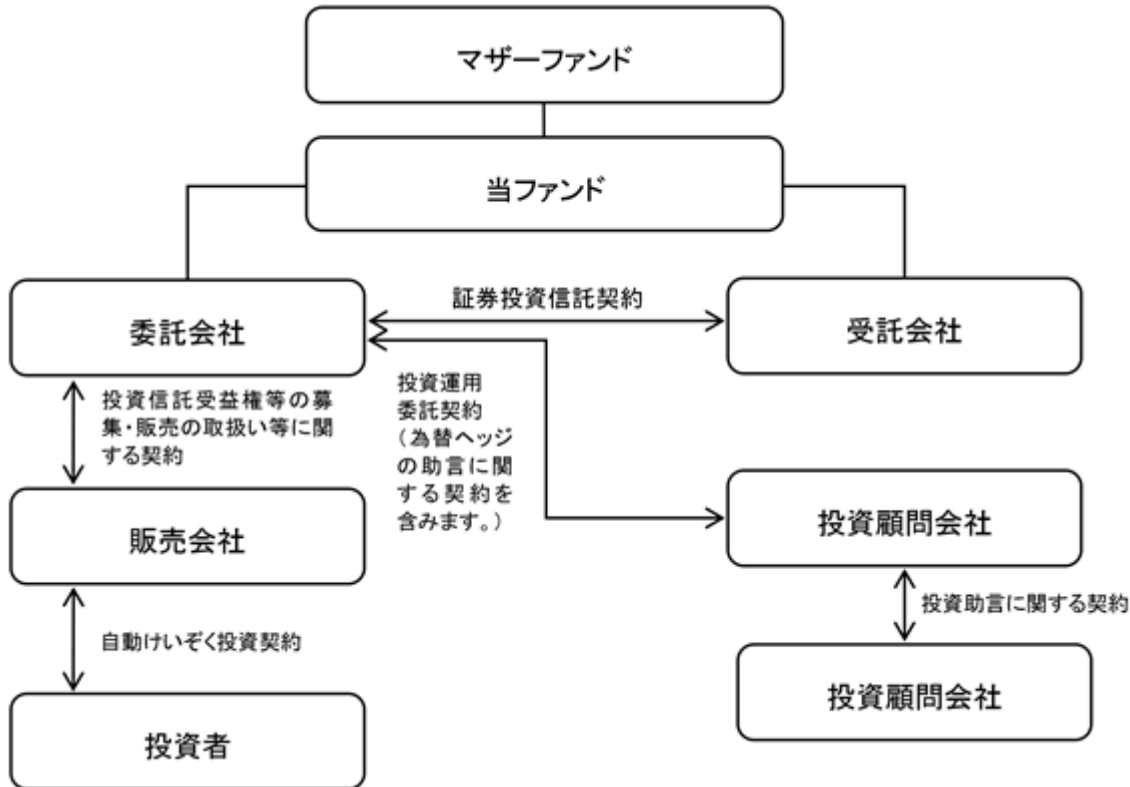 マザーファンド
当ファンド
証券投資信託契約
委託会社
受託会社
投資信託受益権等の募
集・販売の取扱い等に関
する契約
投資運用
委託契約
（為替ヘッジ
の助言に関
する契約を
含みます。）
販売会社
投資顧問会社
自動けいぞく投資契約
投資助言に関する契約
投資者
投資顧問会社